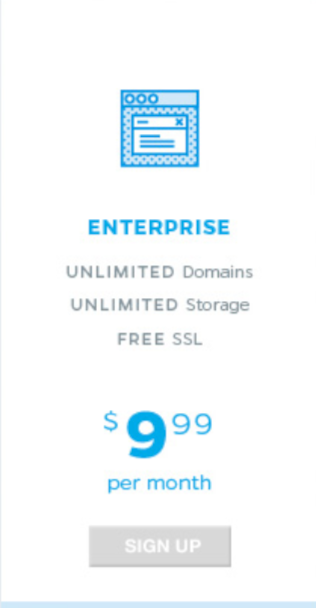 ENTERPRISE
UNLIMITED Domains
UNLIMITED Storage
FREE SSL
$9.99
per month
SIGN UP